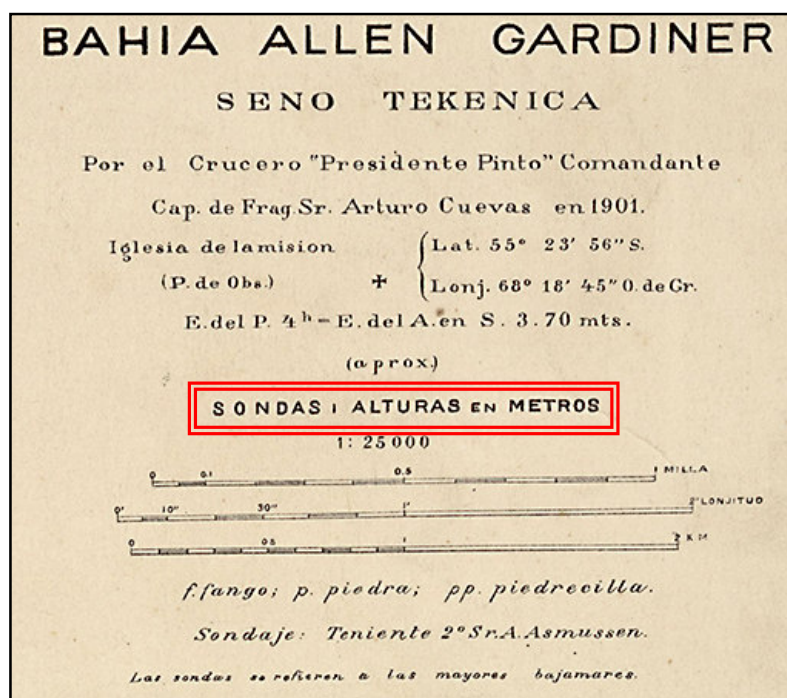 BAHIA ALLEN GARDINER
SENO TEKENICA
Por el Crucero "Presidente Pinto" Comandante
Cap. de Frag. Sr. Arturo Cuevas en 1901.
Iglesia de la mision Lat. 55° 23' 56" S.
(P. de Obs.) + Lonj. 68° 18' 45" O. de Gr.
E. del P. 4ʰ – E. del A. en S. 3.70 mts.
(aprox.)
SONDAS I ALTURAS EN METROS
1: 25000
0 0.1 0.5 1 MILLA
0' 10" 30" 1' 2' LONJITUD
0 0.5 1 2 KM
f. fango; p. piedra; pp. piedrecilla.
Sondaje: Teniente 2° Sr. A. Asmussen.
Las sondas se refieren a las mayores bajamares.